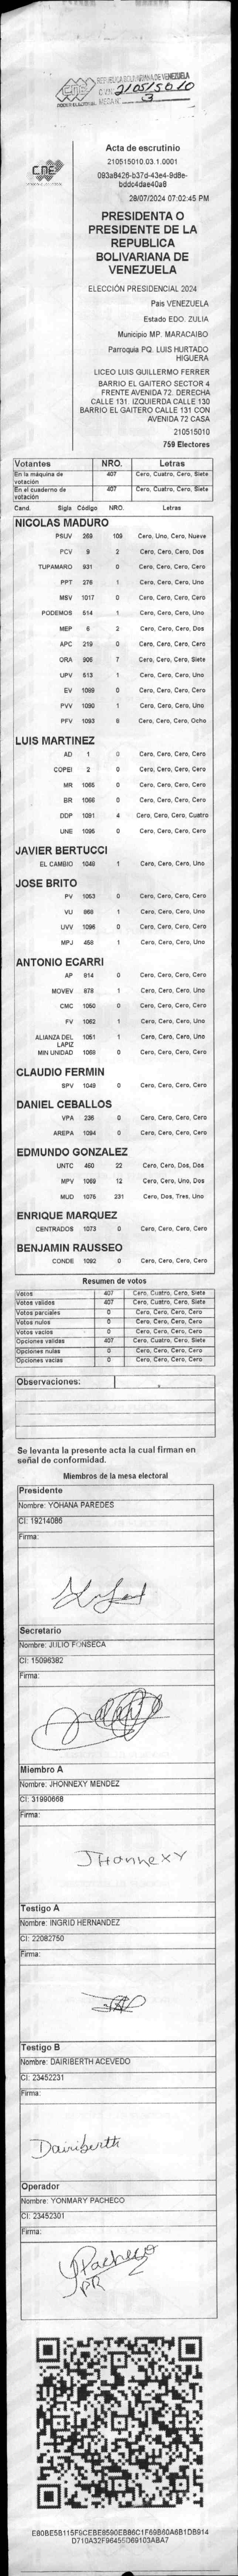 REPÚBLICA BOLIVARIANA DE VENEZUELA
210515010
MESA Nº: 3
CNE
Acta de escrutinio
210515010.03.1.0001
28/07/2024 07:02:45 PM
PRESIDENTA O
PRESIDENTE DE LA
REPUBLICA
BOLIVARIANA DE
VENEZUELA
ELECCIÓN PRESIDENCIAL 2024
Pais VENEZUELA
Estado EDO. ZULIA
Municipio MP. MARACAIBO
Parroquia PQ. LUIS HURTADO
HIGUERA
LICEO LUIS GUILLERMO FERRER
BARRIO EL GAITERO SECTOR 4
FRENTE AVENIDA 72. DERECHA
CALLE 131. IZQUIERDA CALLE 130
BARRIO EL GAITERO CALLE 131 CON
AVENIDA 72 CASA
210515010
759 Electores
Votantes NRO. Letras
En la máquina de votación 407 Cero, Cuatro, Cero, Siete
En el cuaderno de votación 407 Cero, Cuatro, Cero, Siete
Cand. Sigla Código NRO. Letras
NICOLAS MADURO
PSUV 269 109 Cero, Uno, Cero, Nueve
PCV 9 2 Cero, Cero, Cero, Dos
TUPAMARO 931 0 Cero, Cero, Cero, Cero
PPT 276 1 Cero, Cero, Cero, Uno
MSV 1017 0 Cero, Cero, Cero, Cero
PODEMOS 514 1 Cero, Cero, Cero, Uno
MEP 6 2 Cero, Cero, Cero, Dos
APC 219 0 Cero, Cero, Cero, Cero
ORA 906 7 Cero, Cero, Cero, Siete
UPV 613 1 Cero, Cero, Cero, Uno
EV 1089 0 Cero, Cero, Cero, Cero
PVV 1090 1 Cero, Cero, Cero, Uno
PFV 1093 8 Cero, Cero, Cero, Ocho
LUIS MARTINEZ
AD 1 0 Cero, Cero, Cero, Cero
COPEI 2 0 Cero, Cero, Cero, Cero
MR 1065 0 Cero, Cero, Cero, Cero
BR 1066 0 Cero, Cero, Cero, Cero
DDP 1091 4 Cero, Cero, Cero, Cuatro
UNE 1095 0 Cero, Cero, Cero, Cero
JAVIER BERTUCCI
EL CAMBIO 1048 1 Cero, Cero, Cero, Uno
JOSE BRITO
PV 1053 0 Cero, Cero, Cero, Cero
VU 868 1 Cero, Cero, Cero, Uno
UVV 1096 0 Cero, Cero, Cero, Cero
MPJ 458 1 Cero, Cero, Cero, Uno
ANTONIO ECARRI
AP 914 0 Cero, Cero, Cero, Cero
MOVEV 878 1 Cero, Cero, Cero, Uno
CMC 1050 0 Cero, Cero, Cero, Cero
FV 1062 1 Cero, Cero, Cero, Uno
ALIANZA DEL LAPIZ 1051 1 Cero, Cero, Cero, Uno
MIN UNIDAD 1068 0 Cero, Cero, Cero, Cero
CLAUDIO FERMIN
SPV 1049 0 Cero, Cero, Cero, Cero
DANIEL CEBALLOS
VPA 236 0 Cero, Cero, Cero, Cero
AREPA 1094 0 Cero, Cero, Cero, Cero
EDMUNDO GONZALEZ
UNTC 460 22 Cero, Cero, Dos, Dos
MPV 1069 12 Cero, Cero, Uno, Dos
MUD 1075 231 Cero, Dos, Tres, Uno
ENRIQUE MARQUEZ
CENTRADOS 1073 0 Cero, Cero, Cero, Cero
BENJAMIN RAUSSEO
CONDE 1092 0 Cero, Cero, Cero, Cero
Resumen de votos
Votos 407 Cero, Cuatro, Cero, Siete
Votos validos 407 Cero, Cuatro, Cero, Siete
Votos parciales 0 Cero, Cero, Cero, Cero
Votos nulos 0 Cero, Cero, Cero, Cero
Votos vacios 0 Cero, Cero, Cero, Cero
Opciones validas 407 Cero, Cuatro, Cero, Siete
Opciones nulas 0 Cero, Cero, Cero, Cero
Opciones vacias 0 Cero, Cero, Cero, Cero
Observaciones:
Se levanta la presente acta la cual firman en
señal de conformidad.
Miembros de la mesa electoral
Presidente
Nombre: YOHANA PAREDES
CI: 19214086
Firma:
Secretario
Nombre: JULIO FONSECA
CI: 15096382
Firma:
Miembro A
Nombre: JHONNEXY MENDEZ
CI: 31990668
Firma:
JHonnexY
Testigo A
Nombre: INGRID HERNANDEZ
CI: 22082750
Firma:
Testigo B
Nombre: DAIRIBERTH ACEVEDO
CI: 23452231
Firma:
Dairiberth
Operador
Nombre: YONMARY PACHECO
CI: 23452301
Firma:
YPacheco